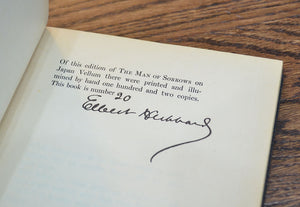 Of this edition of THE MAN OF SORROWS on
Japan Vellum there were printed and illu-
mined by hand one hundred and two copies.
This book is number 20
Elbert Hubbard